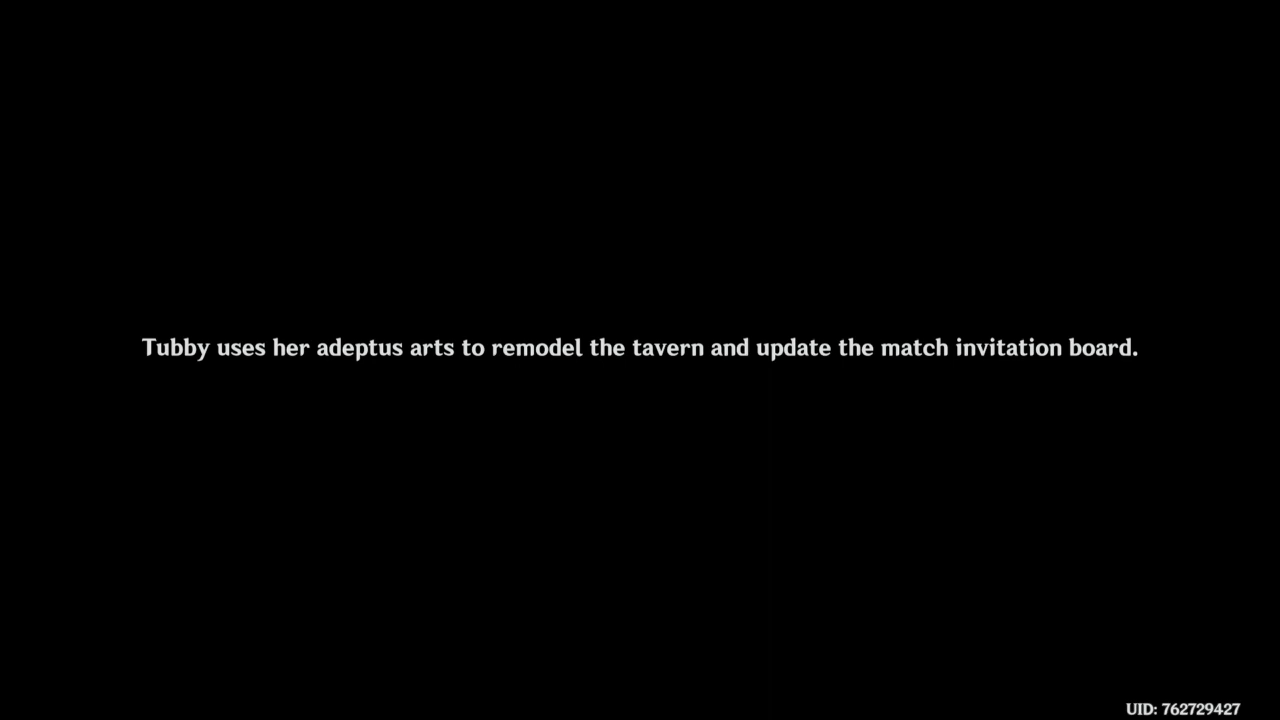 Tubby uses her adeptus arts to remodel the tavern and update the match invitation board.
UID: 762729427